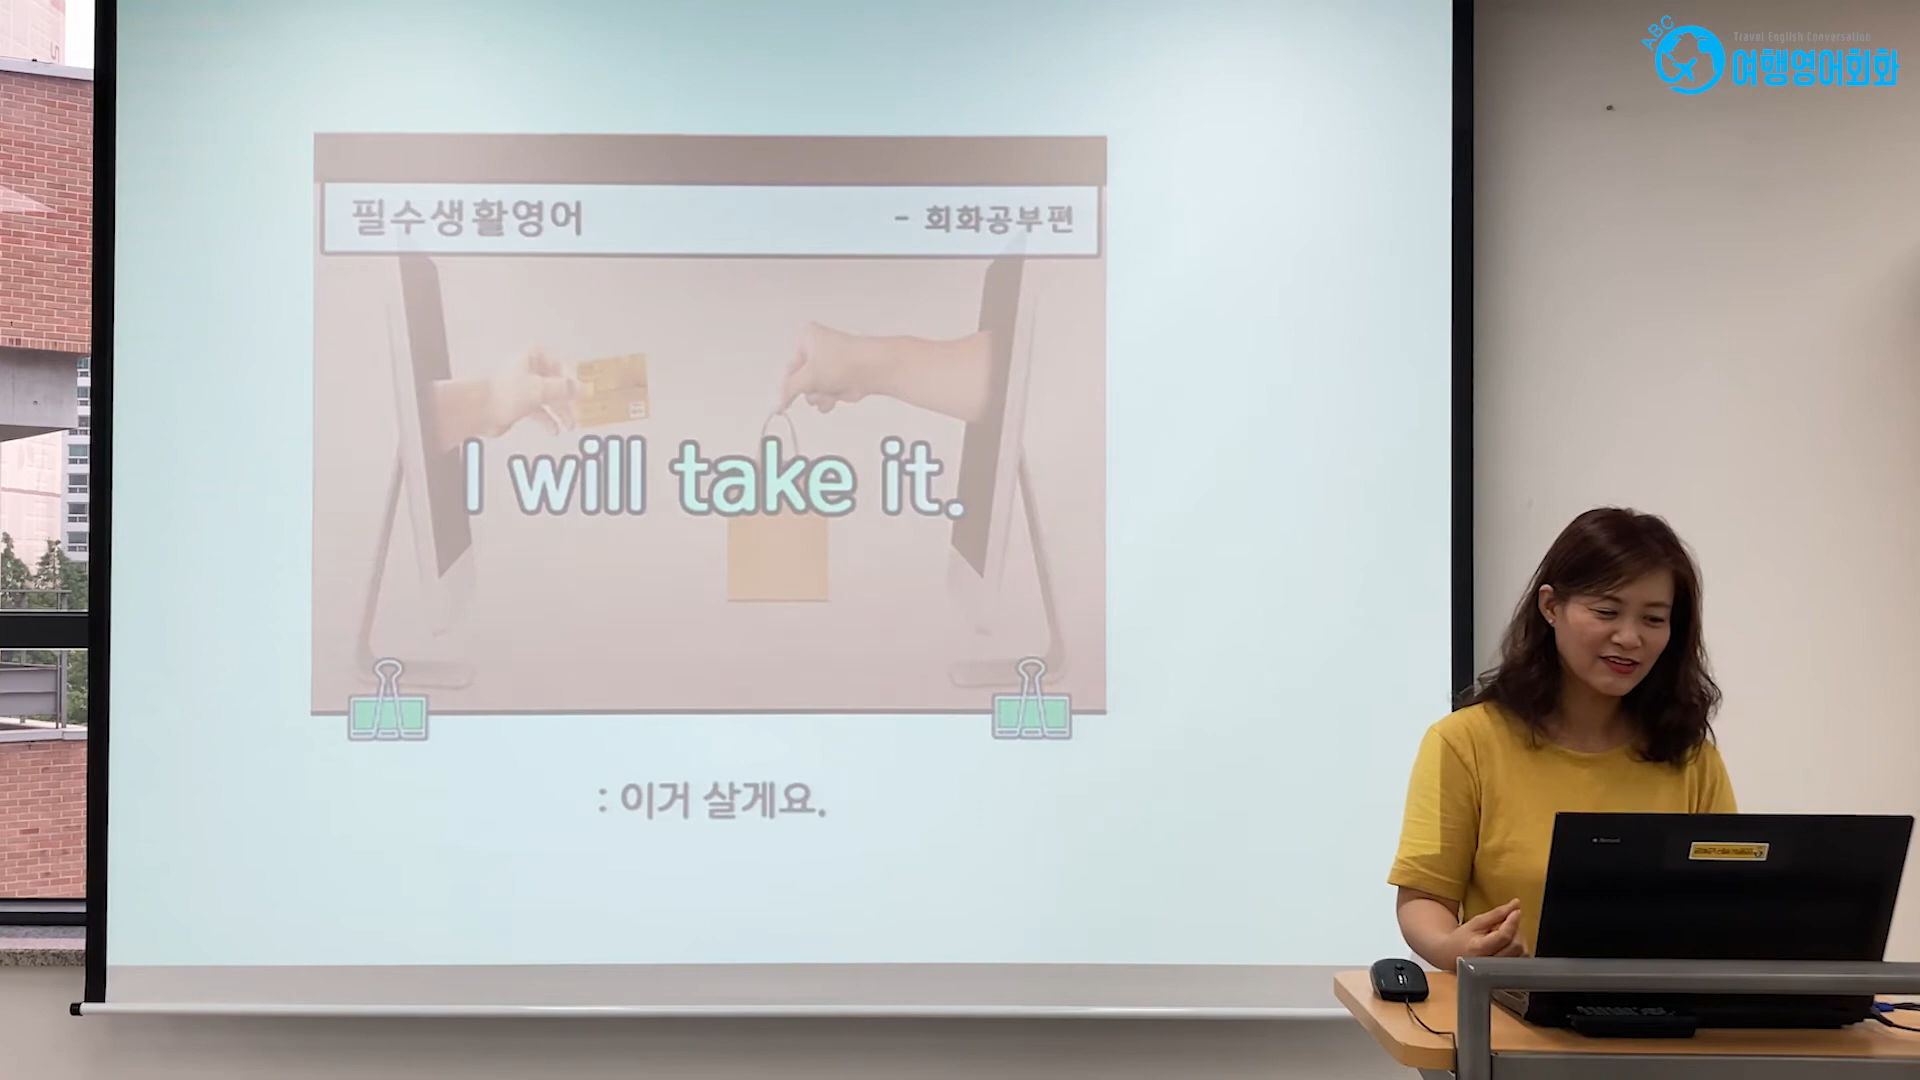 ABC
Travel English Conversation
여행영어회화
필수생활영어
- 회화공부편
I will take it.
: 이거 살게요.